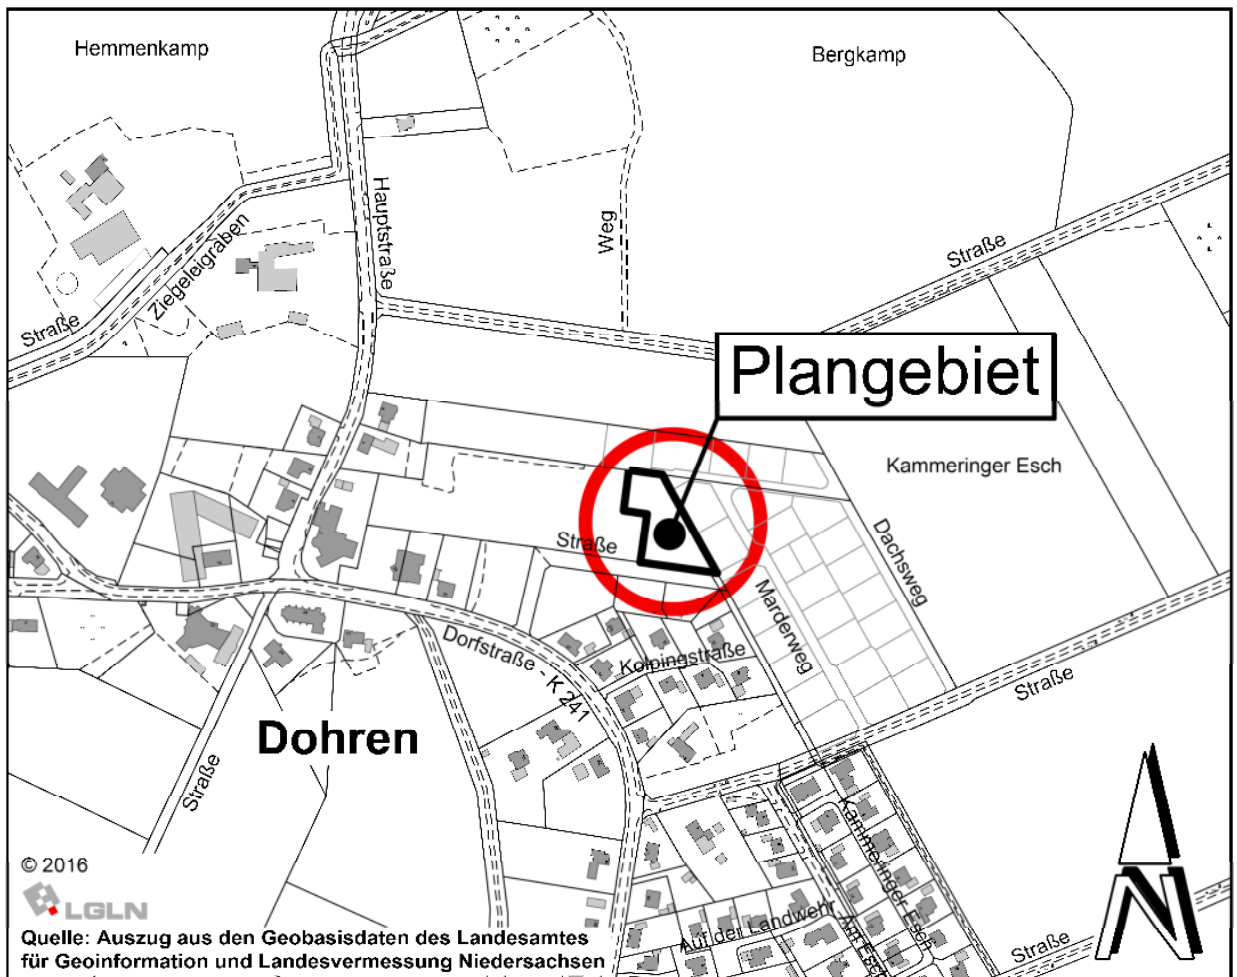 Hemmenkamp
Bergkamp
Hauptstraße
Weg
Straße
Ziegeleigraben
Straße
Plangebiet
Kammeringer Esch
Straße
Dachsweg
Marderweg
Dorfstraße - K 241
Kolpingstraße
Straße
Dohren
Straße
Kammeringer Esch
Auf der Landwehr
Am Esch
Straße
N
© 2016
LGLN
Quelle: Auszug aus den Geobasisdaten des Landesamtes
für Geoinformation und Landesvermessung Niedersachsen